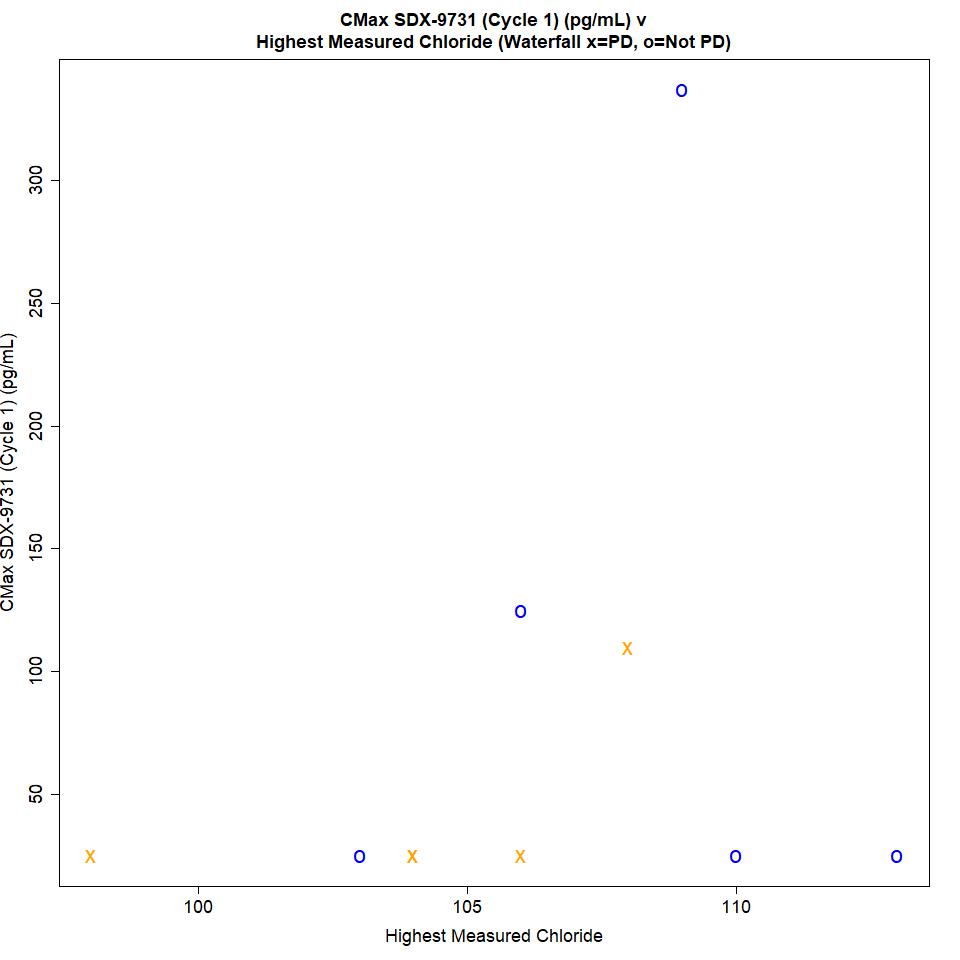 CMax SDX-9731 (Cycle 1) (pg/mL) v
Highest Measured Chloride (Waterfall x=PD, o=Not PD)
CMax SDX-9731 (Cycle 1) (pg/mL)
300
250
200
150
100
50
O
O
X
X
O
X
X
O
O
100
105
110
Highest Measured Chloride